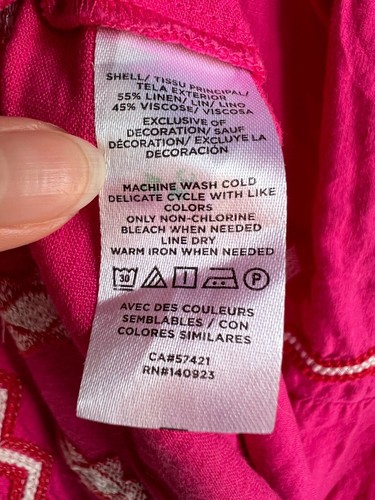 SHELL/ TISSU PRINCIPAL/
TELA EXTERIOR
55% LINEN/ LIN/ LINO
45% VISCOSE/ VISCOSA
EXCLUSIVE OF
DECORATION/ SAUF
DÉCORATION/ EXCLUYE LA
DECORACIÓN
MACHINE WASH COLD
DELICATE CYCLE WITH LIKE
COLORS
ONLY NON-CHLORINE
BLEACH WHEN NEEDED
LINE DRY
WARM IRON WHEN NEEDED
30 P
AVEC DES COULEURS
SEMBLABLES / CON
COLORES SIMILARES
CA#57421
RN#140923